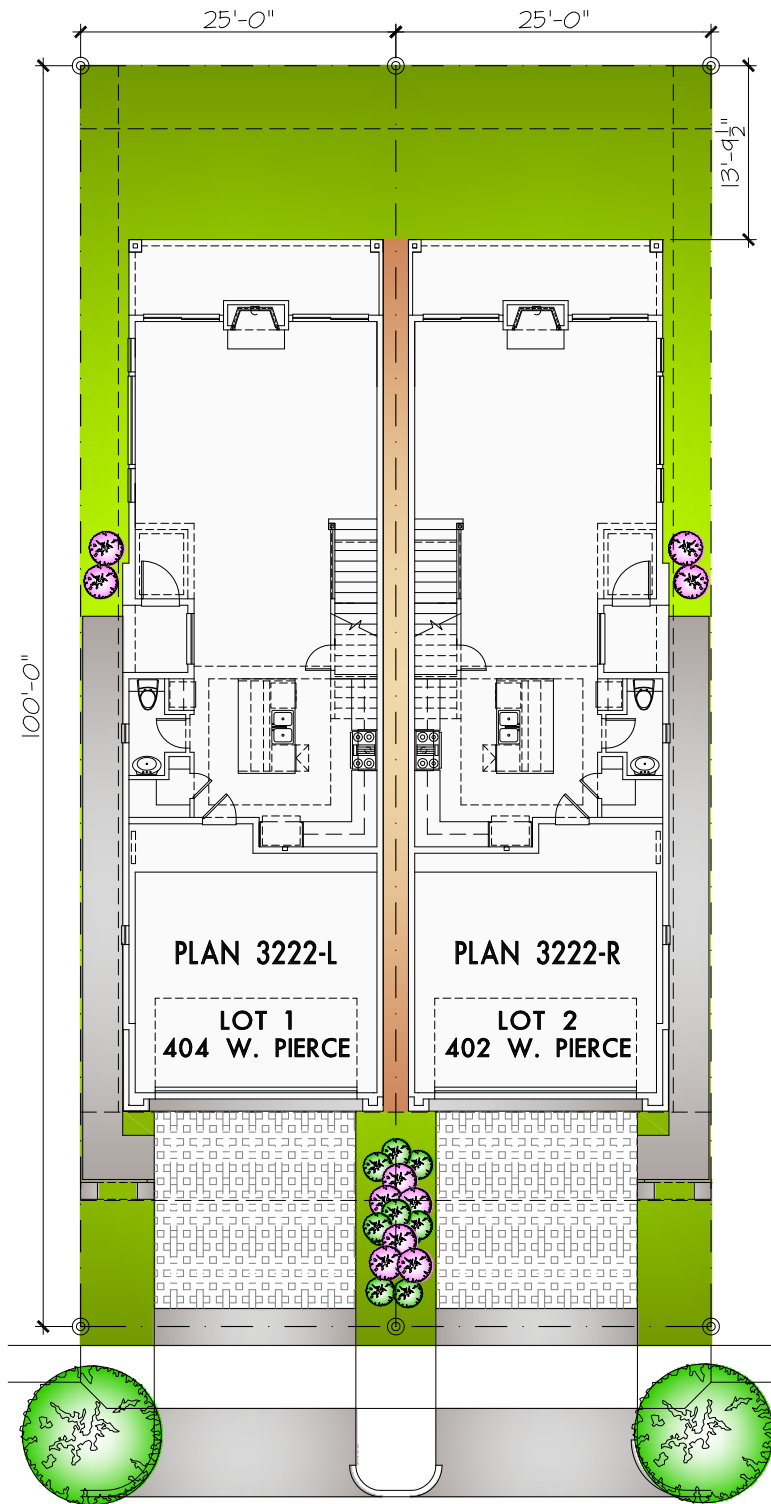 25'-0"
25'-0"
13'-9½"
100'-0"
PLAN 3222-L
PLAN 3222-R
LOT 1
404 W. PIERCE
LOT 2
402 W. PIERCE